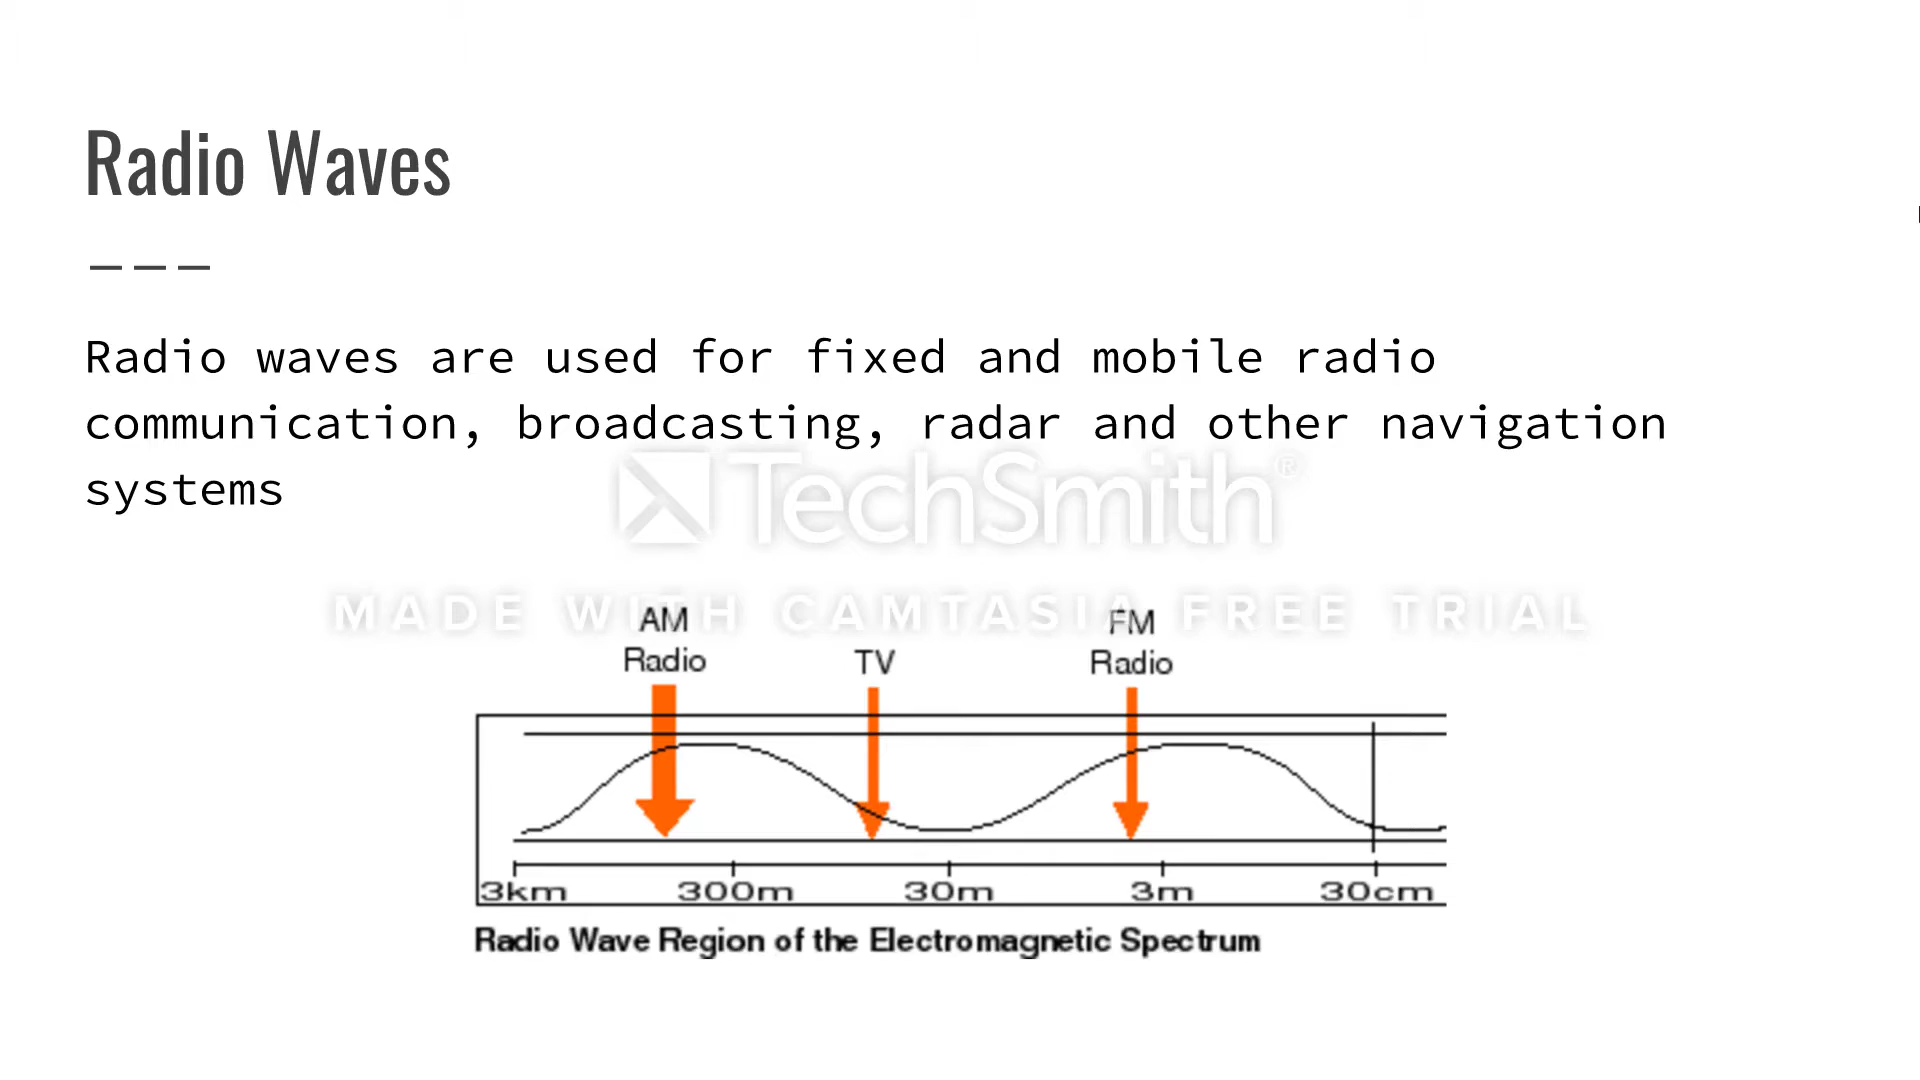 Radio Waves
Radio waves are used for fixed and mobile radio
communication, broadcasting, radar and other navigation
systems
TechSmith®
MADE WITH CAMTASIA FREE TRIAL
AM
Radio
TV
FM
Radio
3km 300m 30m 3m 30cm
Radio Wave Region of the Electromagnetic Spectrum